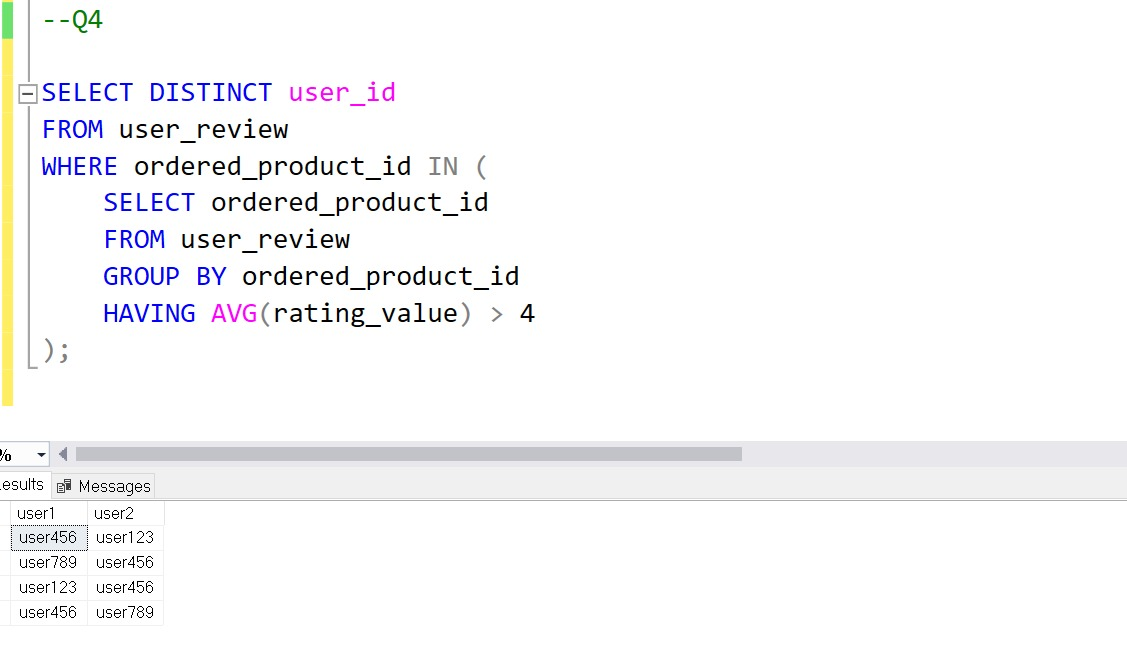 --Q4
SELECT DISTINCT user_id
FROM user_review
WHERE ordered_product_id IN (
SELECT ordered_product_id
FROM user_review
GROUP BY ordered_product_id
HAVING AVG(rating_value) > 4
);
%
esults Messages
user1 user2
user456 user123
user789 user456
user123 user456
user456 user789